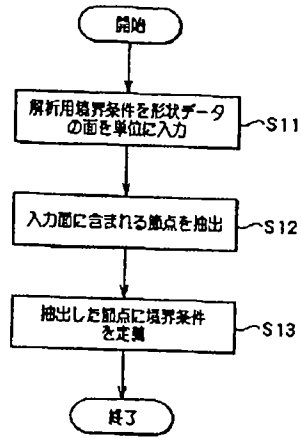 開始
解析用境界条件を形状データ
の面を単位に入力
S11
入力面に含まれる節点を抽出
S12
抽出した節点に境界条件
を定義
S13
終了